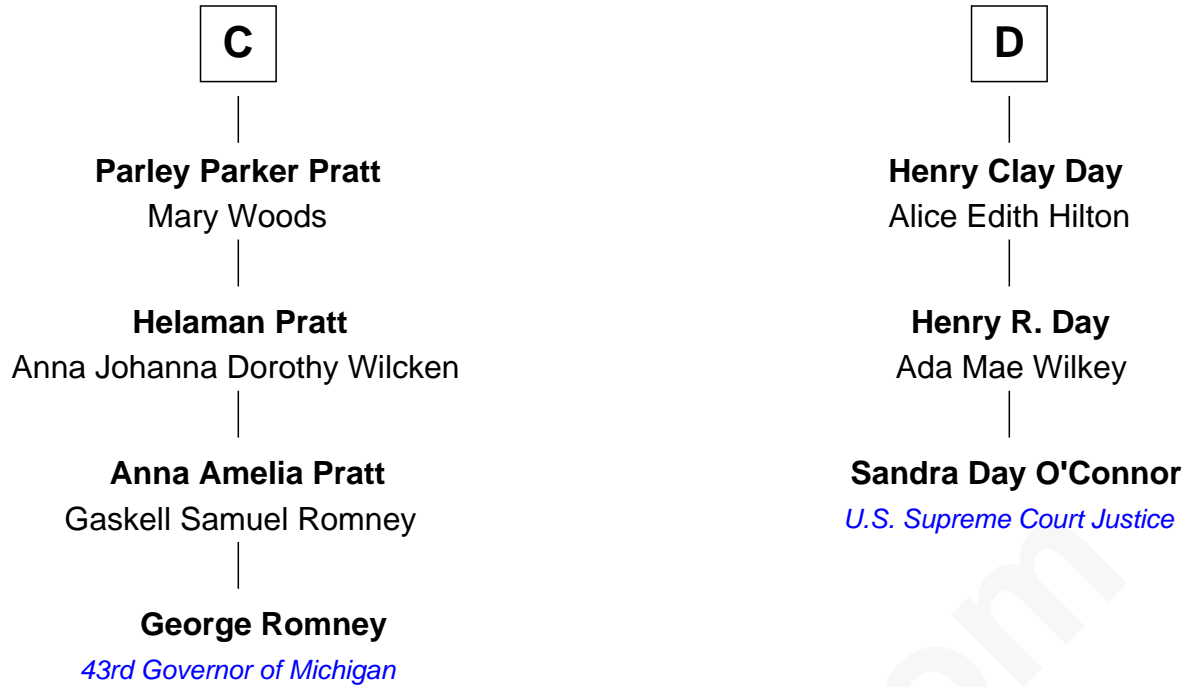 C
Parley Parker Pratt
Mary Woods
Helaman Pratt
Anna Johanna Dorothy Wilcken
Anna Amelia Pratt
Gaskell Samuel Romney
George Romney
43rd Governor of Michigan
D
Henry Clay Day
Alice Edith Hilton
Henry R. Day
Ada Mae Wilkey
Sandra Day O'Connor
U.S. Supreme Court Justice
om